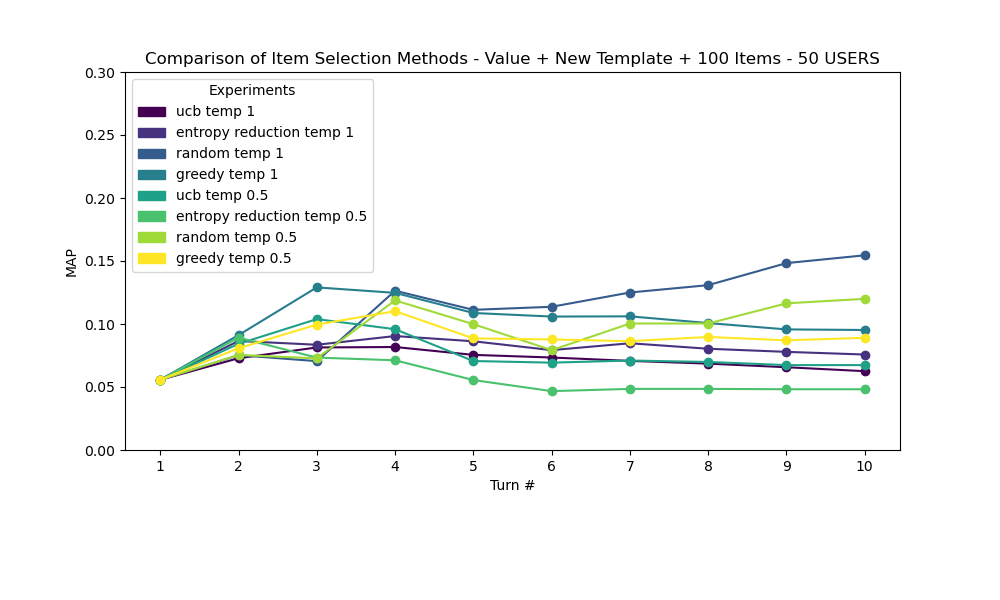 Comparison of Item Selection Methods - Value + New Template + 100 Items - 50 USERS
0.30
0.25
0.20
0.15
0.10
0.05
0.00
MAP
Experiments
ucb temp 1
entropy reduction temp 1
random temp 1
greedy temp 1
ucb temp 0.5
entropy reduction temp 0.5
random temp 0.5
greedy temp 0.5
1 2 3 4 5 6 7 8 9 10
Turn #